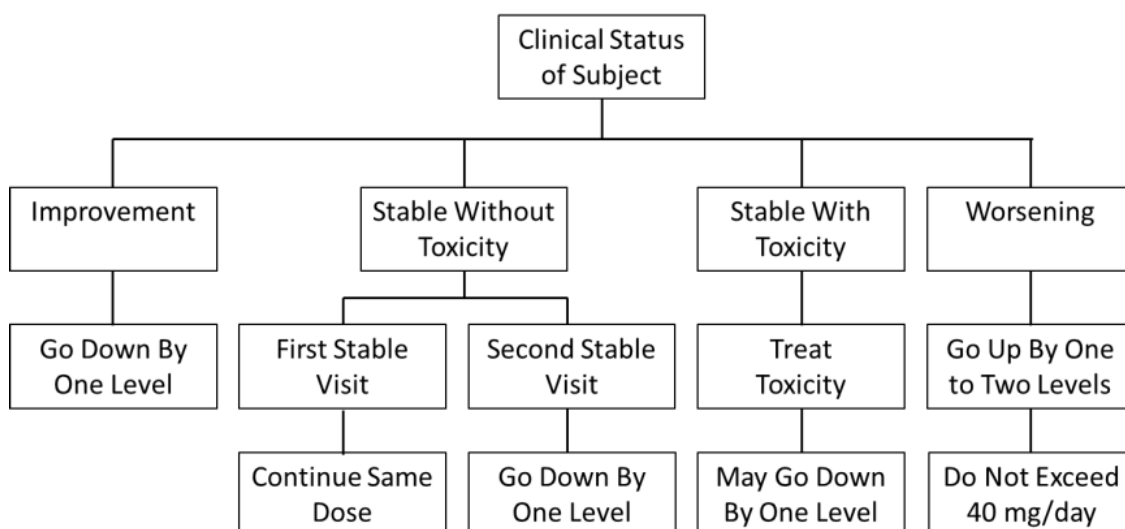 Clinical Status
of Subject
Improvement
Stable Without
Toxicity
Stable With
Toxicity
Worsening
Go Down By
One Level
First Stable
Visit
Second Stable
Visit
Treat
Toxicity
Go Up By One
to Two Levels
Continue Same
Dose
Go Down By
One Level
May Go Down
By One Level
Do Not Exceed
40 mg/day